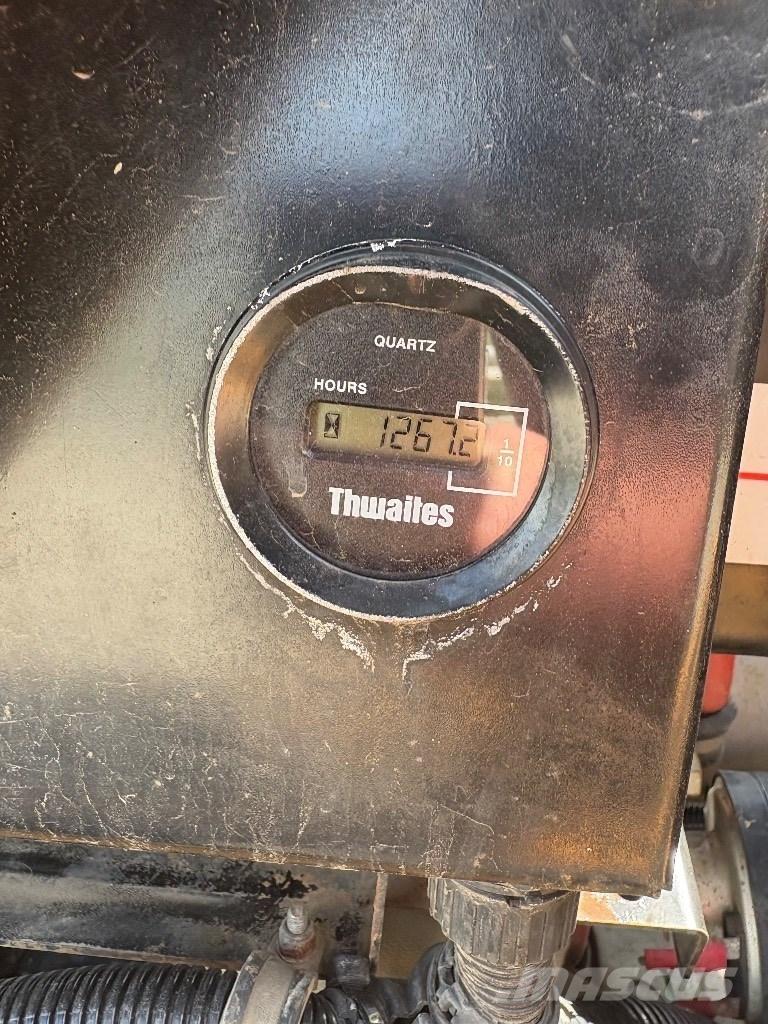 QUARTZ
HOURS
1267.2
1
10
Thwaites
MASCUS